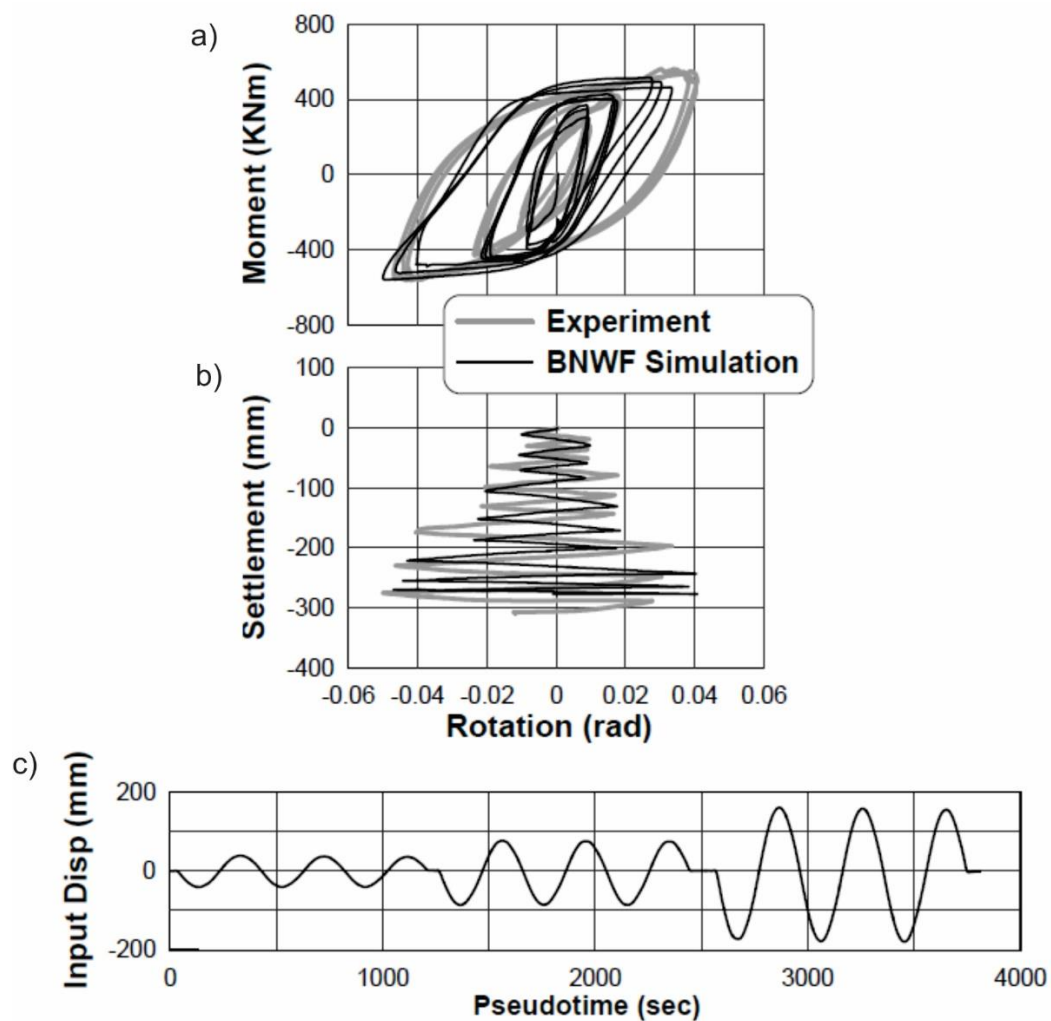 a)
Moment (KNm)
800
400
0
-400
-800
Experiment
BNWF Simulation
b)
Settlement (mm)
100
0
-100
-200
-300
-400
-0.06 -0.04 -0.02 0 0.02 0.04 0.06
Rotation (rad)
c)
Input Disp (mm)
200
0
-200
0 1000 2000 3000 4000
Pseudotime (sec)